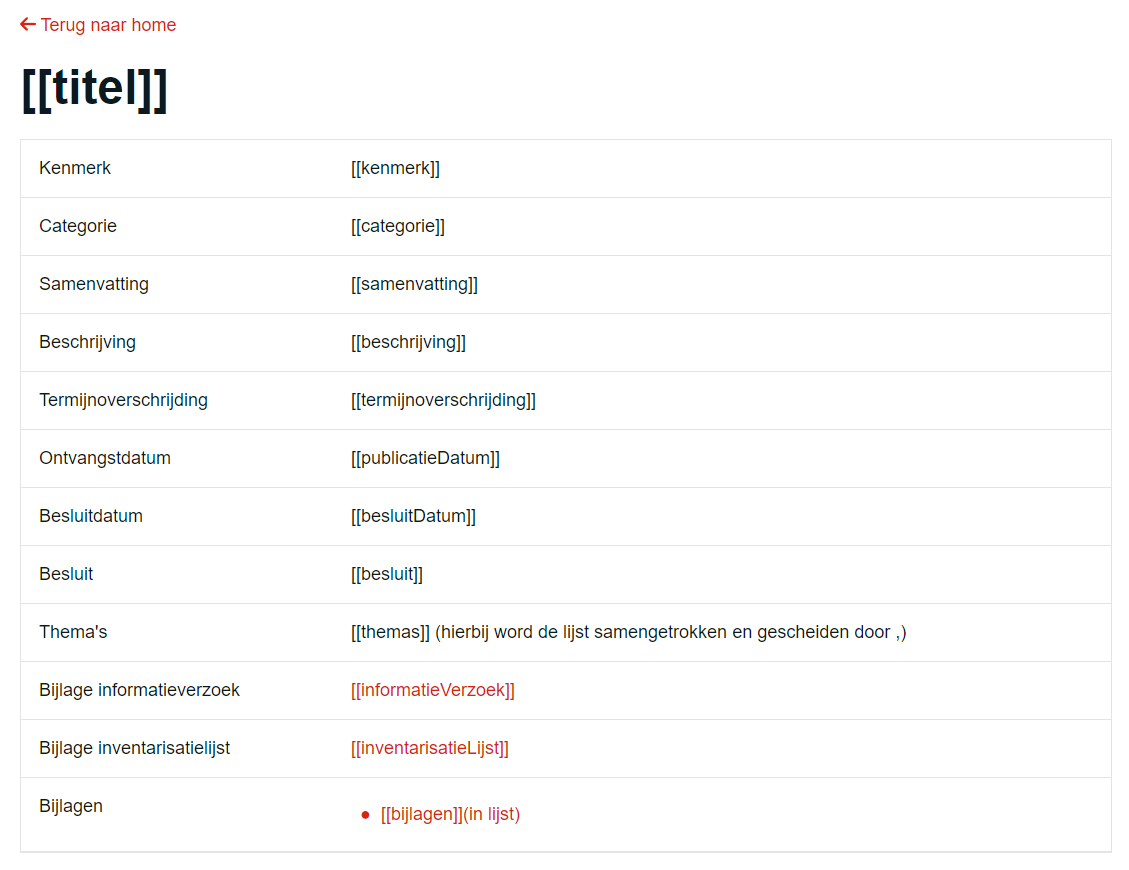 Terug naar home
[[titel]]
Kenmerk [[kenmerk]]
Categorie [[categorie]]
Samenvatting [[samenvatting]]
Beschrijving [[beschrijving]]
Termijnoverschrijding [[termijnoverschrijding]]
Ontvangstdatum [[publicatieDatum]]
Besluitdatum [[besluitDatum]]
Besluit [[besluit]]
Thema's [[themas]] (hierbij word de lijst samengetrokken en gescheiden door ,)
Bijlage informatieverzoek [[informatieVerzoek]]
Bijlage inventarisatielijst [[inventarisatieLijst]]
Bijlagen
• [[bijlagen]](in lijst)